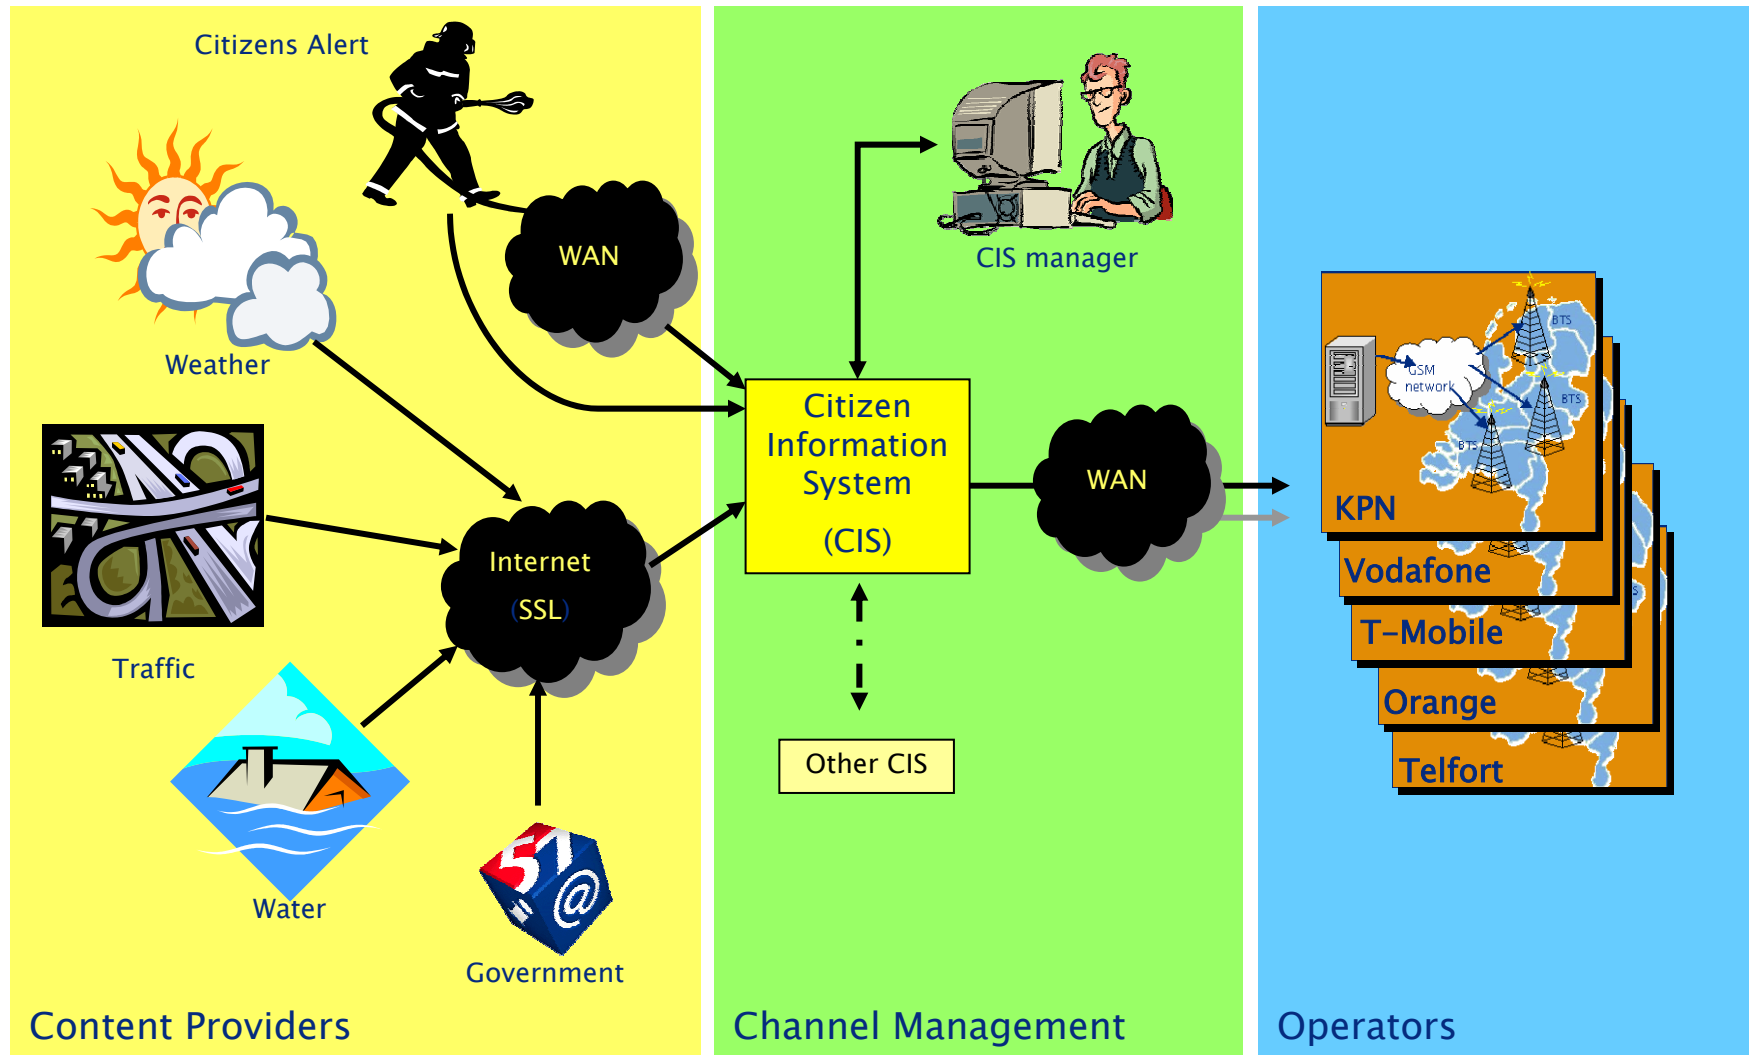 Citizens Alert
WAN
Weather
Internet
(SSL)
Traffic
Water
@
Government
Content Providers
CIS manager
Citizen
Information
System
(CIS)
WAN
Other CIS
Channel Management
BTS
GSM
network
BTS
BTS
KPN
Vodafone
T-Mobile
Orange
Telfort
Operators